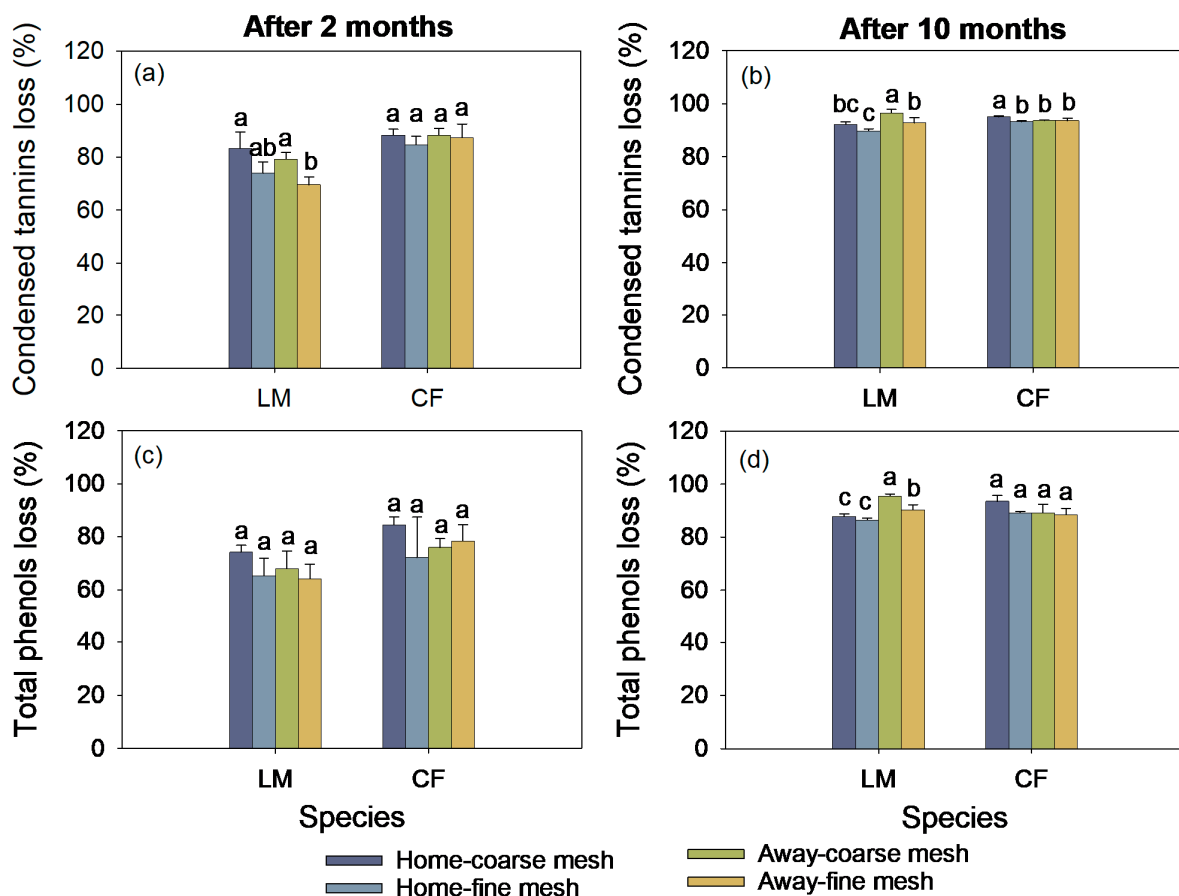 After 2 months
After 10 months
Condensed tannins loss (%)
120
100
80
60
40
20
0
(a)
a
ab
a
b
a
a
a
a
LM
CF
Condensed tannins loss (%)
120
100
80
60
40
20
0
(b)
bc
c
a
b
a
b
b
b
LM
CF
Total phenols loss (%)
120
100
80
60
40
20
0
(c)
a
a
a
a
a
a
a
a
LM
CF
Species
Total phenols loss (%)
120
100
80
60
40
20
0
(d)
c
c
a
b
a
a
a
a
LM
CF
Species
Home-coarse mesh
Home-fine mesh
Away-coarse mesh
Away-fine mesh